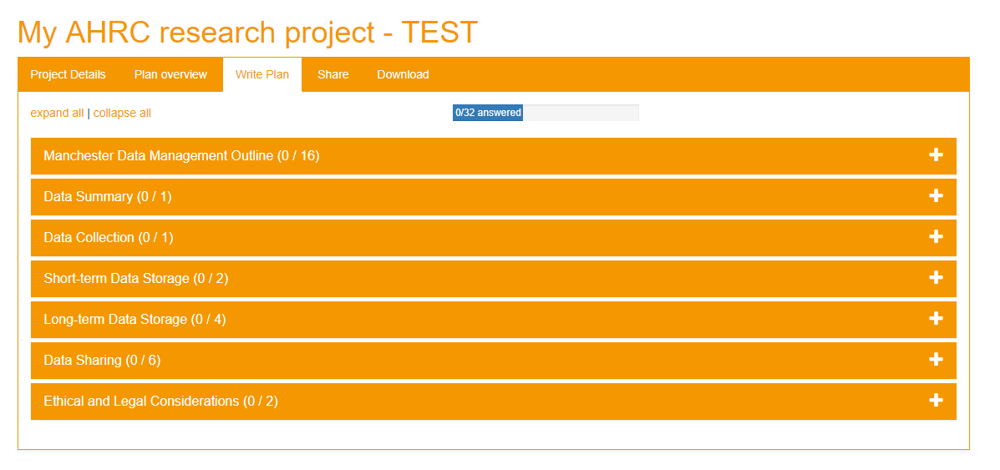 My AHRC research project - TEST
Project Details Plan overview Write Plan Share Download
expand all | collapse all 0/32 answered
Manchester Data Management Outline (0 / 16)
Data Summary (0 / 1)
Data Collection (0 / 1)
Short-term Data Storage (0 / 2)
Long-term Data Storage (0 / 4)
Data Sharing (0 / 6)
Ethical and Legal Considerations (0 / 2)